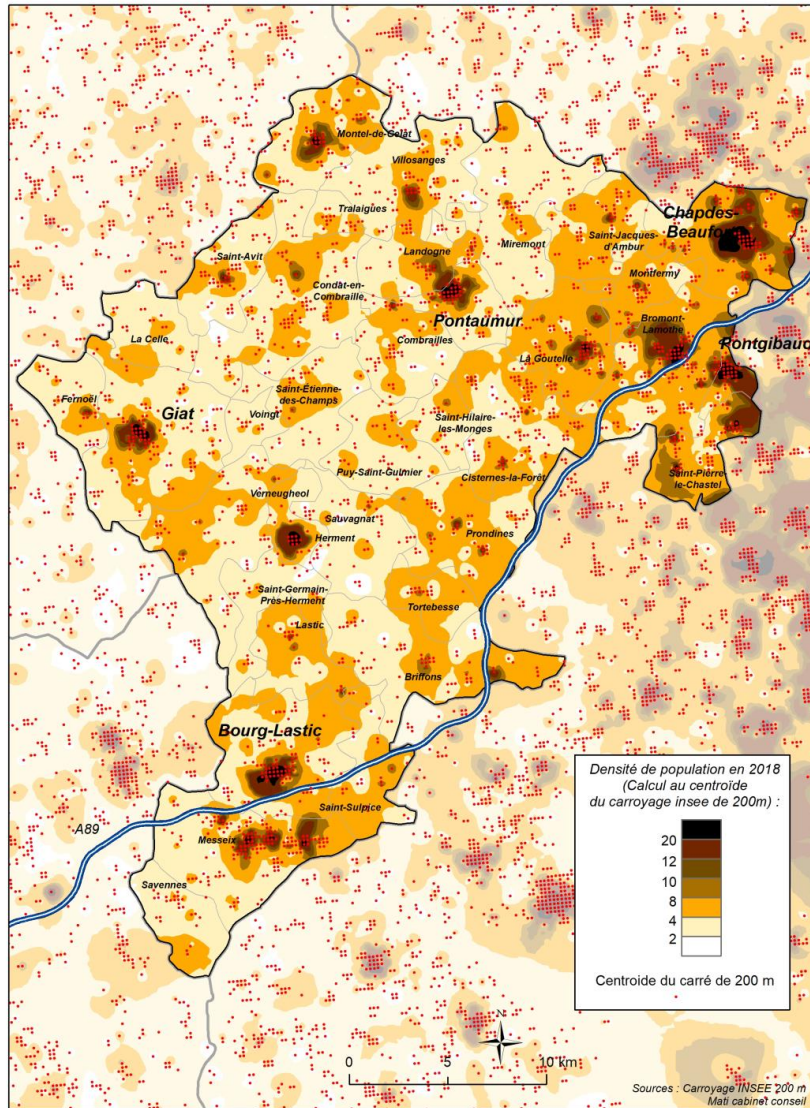 Montel-de-Gelat
Villosanges
Tralaigues
Chapdes-
Beaufort
Saint-Jacques-
d'Ambur
Miremont
Landogne
Saint-Avit
Condat-en-
Combraille
Montfermy
Pontaumur
Bromont-
Lamothe
Combrailles
La Celle
La Goutelle
Pontgibaud
Fernoël
Saint-Etienne-
des-Champs
Giat
Voingt
Saint-Hilaire-
les-Monges
Puy-Saint-Gulmier
Cisternes-la-Forêt
Saint-Pierre-
le-Chastel
Verneugheol
Sauvagnat
Herment
Prondines
Saint-Germain-
Près-Herment
Tortebesse
Lastic
Briffons
Bourg-Lastic
Saint-Sulpice
A89
Messeix
Savennes
Densité de population en 2018
(Calcul au centroïde
du carroyage insee de 200m) :
20
12
10
8
4
2
Centroide du carré de 200 m
N
0 5 10 km
Sources : Carroyage INSEE 200 m
Mati cabinet conseil